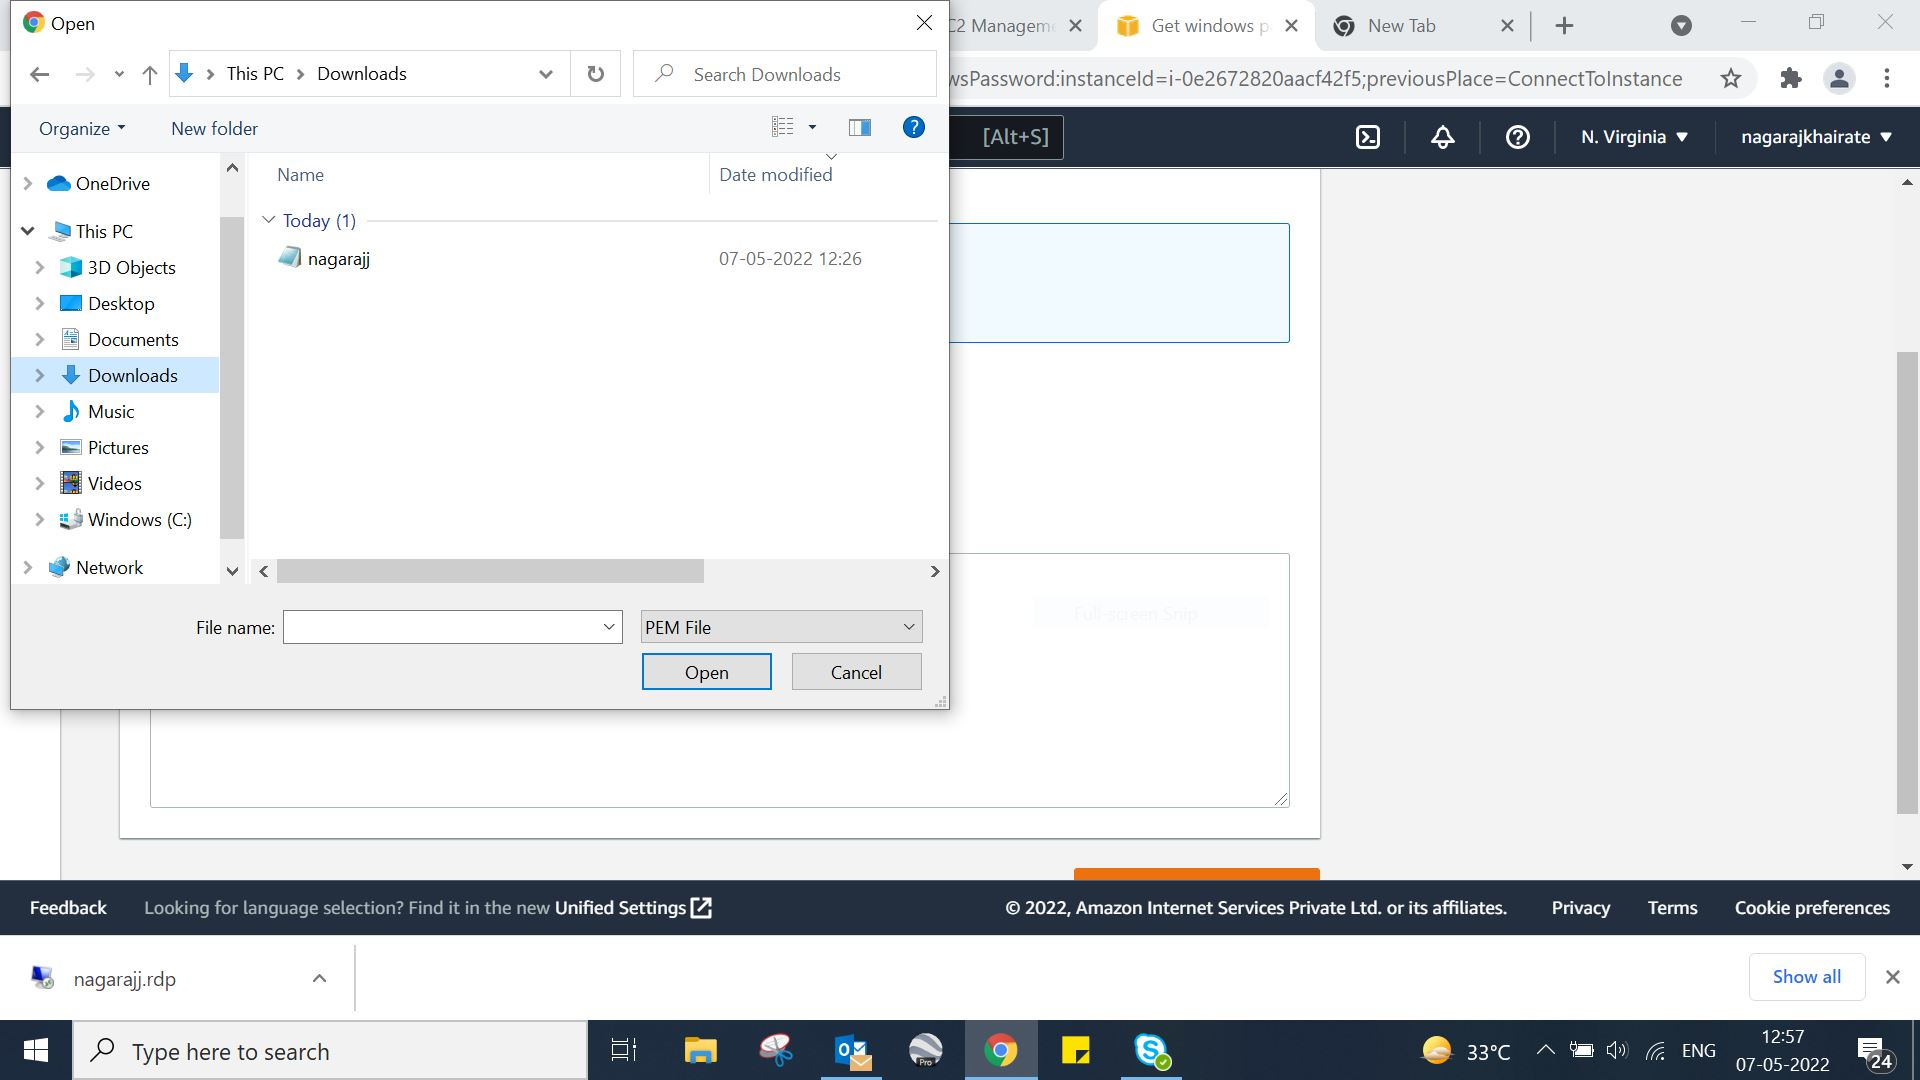 Open
C2 Managem
Get windows p
New Tab
This PC
Downloads
Search Downloads
wsPassword:instanceId=i-0e2672820aacf42f5;previousPlace=ConnectToInstance
Organize
New folder
[Alt+S]
N. Virginia
nagarajkhairate
Name
Date modified
OneDrive
This PC
3D Objects
Desktop
Documents
Downloads
Music
Pictures
Videos
Windows (C:)
Network
Today (1)
nagarajj
07-05-2022 12:26
File name:
PEM File
Open
Cancel
Full-screen Snip
Feedback
Looking for language selection? Find it in the new Unified Settings
© 2022, Amazon Internet Services Private Ltd. or its affiliates.
Privacy
Terms
Cookie preferences
nagarajj.rdp
Show all
Type here to search
Pro
33°C
ENG
12:57
07-05-2022
24